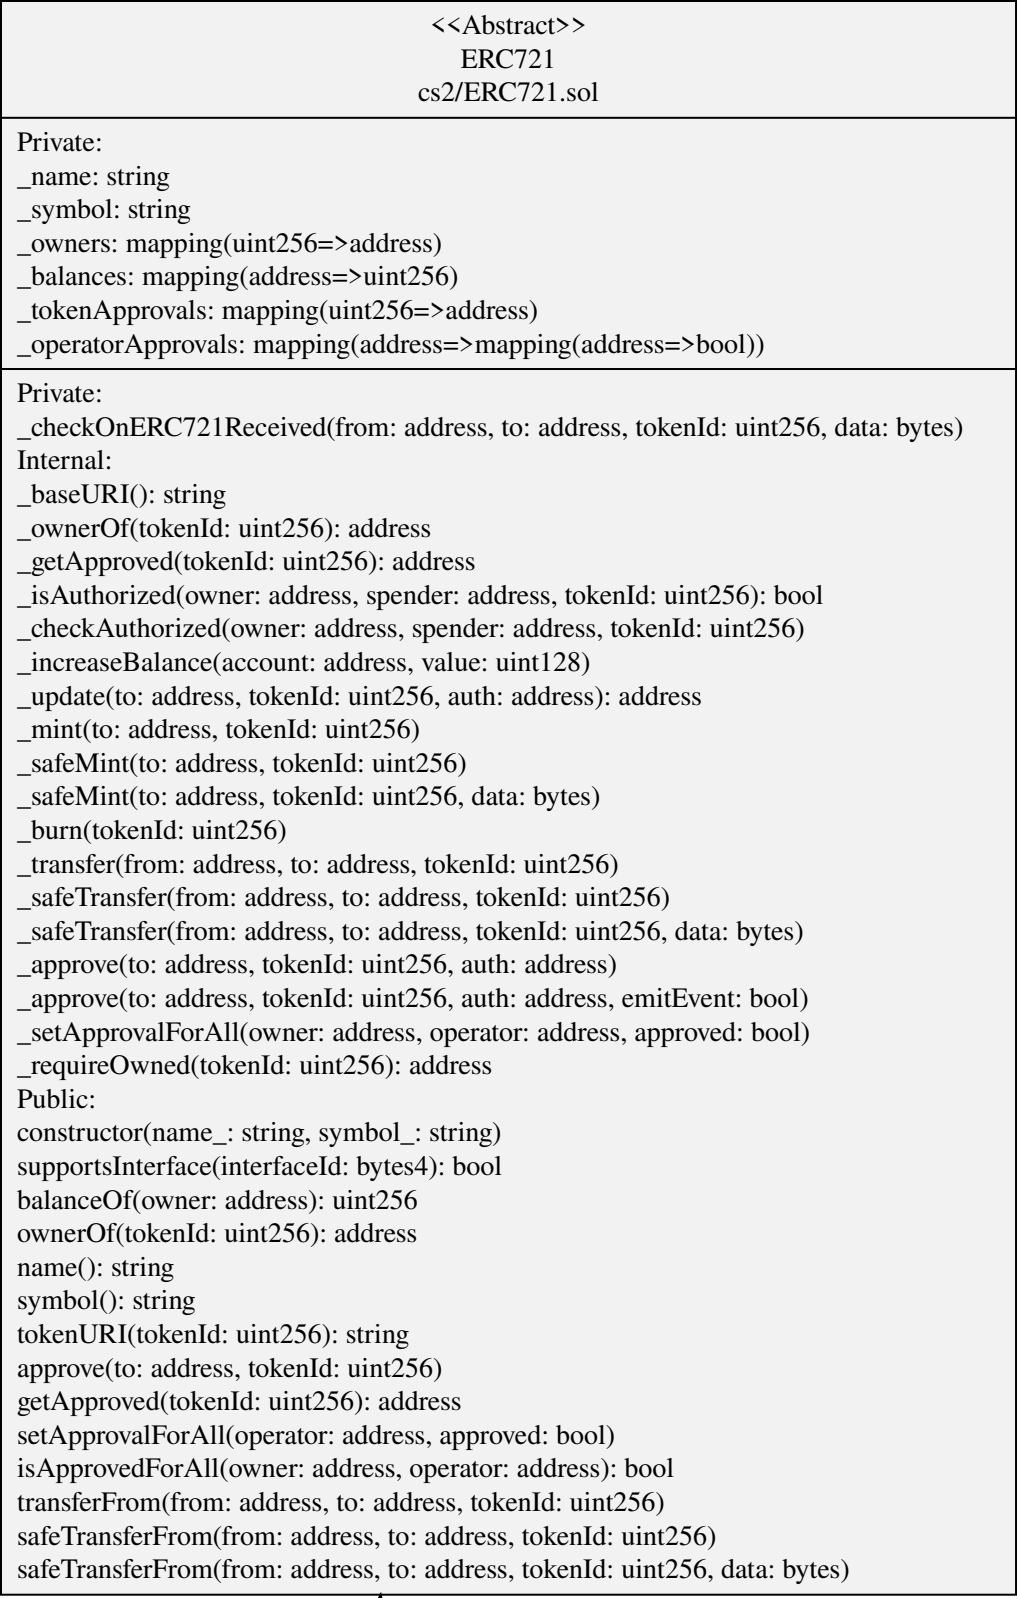 <<Abstract>>
ERC721
cs2/ERC721.sol
Private:
_name: string
_symbol: string
_owners: mapping(uint256=>address)
_balances: mapping(address=>uint256)
_tokenApprovals: mapping(uint256=>address)
_operatorApprovals: mapping(address=>mapping(address=>bool))
Private:
_checkOnERC721Received(from: address, to: address, tokenId: uint256, data: bytes)
Internal:
_baseURI(): string
_ownerOf(tokenId: uint256): address
_getApproved(tokenId: uint256): address
_isAuthorized(owner: address, spender: address, tokenId: uint256): bool
_checkAuthorized(owner: address, spender: address, tokenId: uint256)
_increaseBalance(account: address, value: uint128)
_update(to: address, tokenId: uint256, auth: address): address
_mint(to: address, tokenId: uint256)
_safeMint(to: address, tokenId: uint256)
_safeMint(to: address, tokenId: uint256, data: bytes)
_burn(tokenId: uint256)
_transfer(from: address, to: address, tokenId: uint256)
_safeTransfer(from: address, to: address, tokenId: uint256)
_safeTransfer(from: address, to: address, tokenId: uint256, data: bytes)
_approve(to: address, tokenId: uint256, auth: address)
_approve(to: address, tokenId: uint256, auth: address, emitEvent: bool)
_setApprovalForAll(owner: address, operator: address, approved: bool)
_requireOwned(tokenId: uint256): address
Public:
constructor(name_: string, symbol_: string)
supportsInterface(interfaceId: bytes4): bool
balanceOf(owner: address): uint256
ownerOf(tokenId: uint256): address
name(): string
symbol(): string
tokenURI(tokenId: uint256): string
approve(to: address, tokenId: uint256)
getApproved(tokenId: uint256): address
setApprovalForAll(operator: address, approved: bool)
isApprovedForAll(owner: address, operator: address): bool
transferFrom(from: address, to: address, tokenId: uint256)
safeTransferFrom(from: address, to: address, tokenId: uint256)
safeTransferFrom(from: address, to: address, tokenId: uint256, data: bytes)